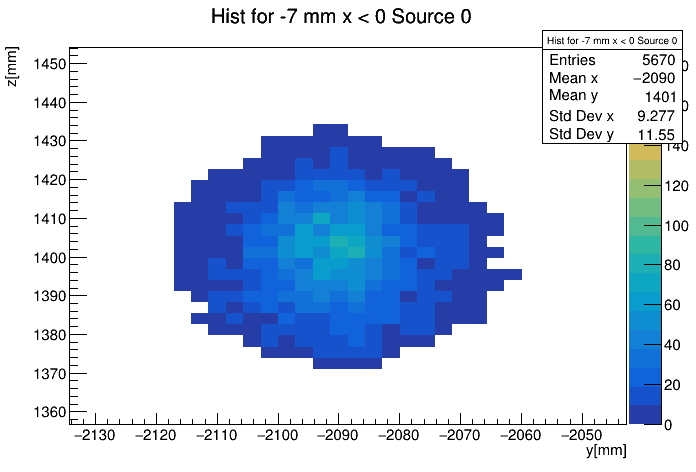 Hist for -7 mm x < 0 Source 0
Hist for -7 mm x < 0 Source 0
Entries 5670
Mean x −2090
Mean y 1401
Std Dev x 9.277
Std Dev y 11.55
z[mm]
1450
1440
1430
1420
1410
1400
1390
1380
1370
1360
−2130 −2120 −2110 −2100 −2090 −2080 −2070 −2060 −2050
y[mm]
140
120
100
80
60
40
20
0